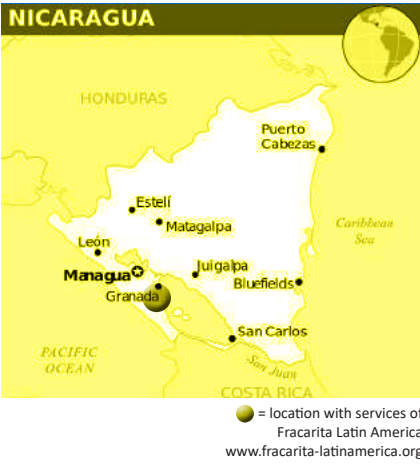 NICARAGUA
HONDURAS
Puerto
Cabezas
Estelí
Matagalpa
Caribbean
Sea
León
Managua
Juigalpa
Bluefields
Granada
San Carlos
PACIFIC
OCEAN
San Juan
COSTA RICA
= location with services of
Fracarita Latin America
www.fracarita-latinamerica.org